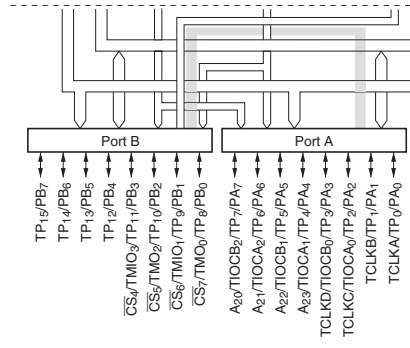 Port B
Port A
TP15/PB7
TP14/PB6
TP13/PB5
TP12/PB4
CS4/TMIO3/TP11/PB3
CS5/TMO2/TP10/PB2
CS6/TMIO1/TP9/PB1
CS7/TMO0/TP8/PB0
A20/TIOCB2/TP7/PA7
A21/TIOCA2/TP6/PA6
A22/TIOCB1/TP5/PA5
A23/TIOCA1/TP4/PA4
TCLKD/TIOCB0/TP3/PA3
TCLKC/TIOCA0/TP2/PA2
TCLKB/TP1/PA1
TCLKA/TP0/PA0